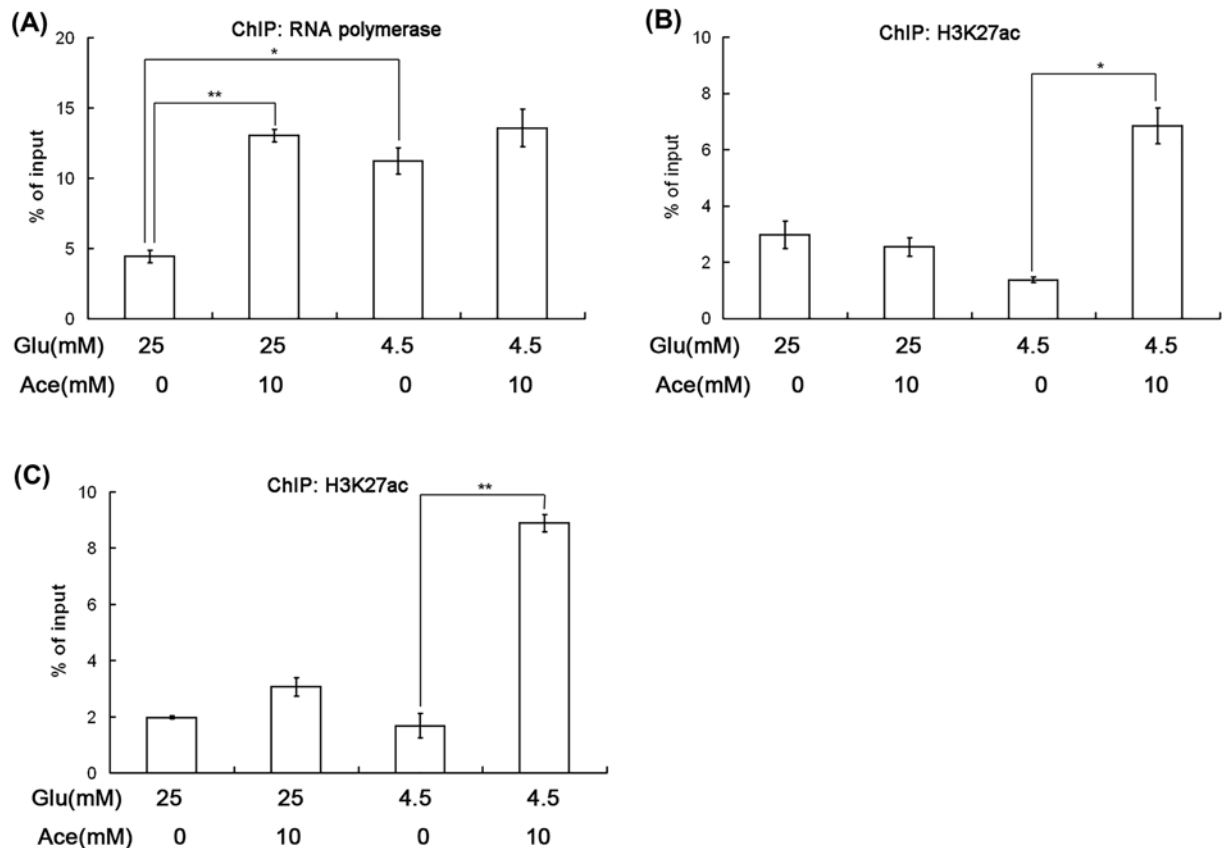 (A)
ChIP: RNA polymerase
20
15
10
5
0
% of input
*
**
Glu(mM) 25 25 4.5 4.5
Ace(mM) 0 10 0 10
(B)
ChIP: H3K27ac
10
8
6
4
2
0
% of input
*
Glu(mM) 25 25 4.5 4.5
Ace(mM) 0 10 0 10
(C)
ChIP: H3K27ac
10
8
6
4
2
0
% of input
**
Glu(mM) 25 25 4.5 4.5
Ace(mM) 0 10 0 10